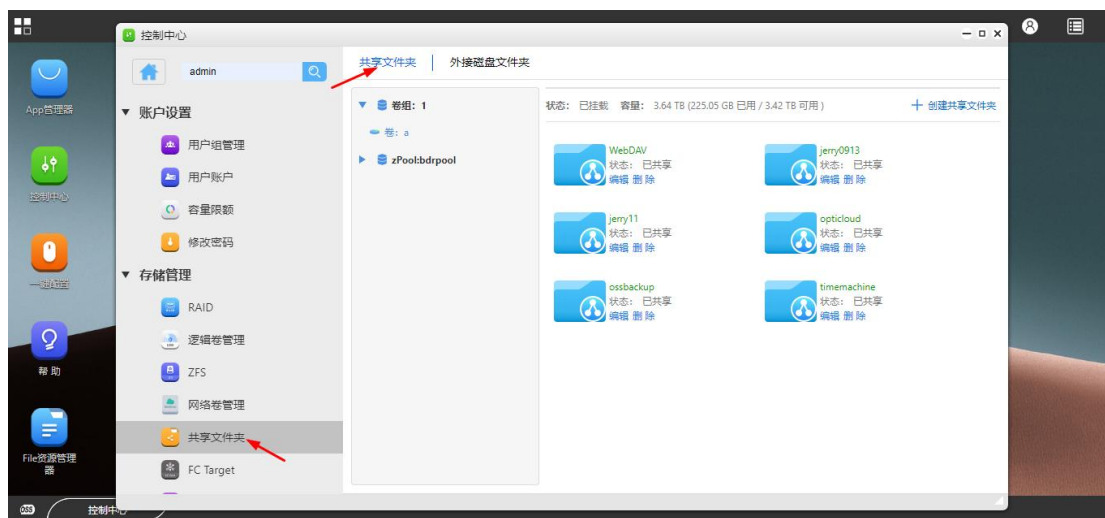 控制中心
admin
共享文件夹
外接磁盘文件夹
App管理器
控制中心
帮助
File资源管理
器
账户设置
用户组管理
用户账户
容量限额
修改密码
存储管理
RAID
逻辑卷管理
ZFS
网络卷管理
共享文件夹
FC Target
卷组: 1
卷: a
zPool:bdrpool
状态: 已挂载 容量: 3.64 TB (225.05 GB 已用 / 3.42 TB 可用 )
+ 创建共享文件夹
WebDAV
状态: 已共享
编辑 删除
jerry0913
状态: 已共享
编辑 删除
jerry11
状态: 已共享
编辑 删除
opticloud
状态: 已共享
编辑 删除
ossbackup
状态: 已共享
编辑 删除
timemachine
状态: 已共享
编辑 删除
OSS
控制中心